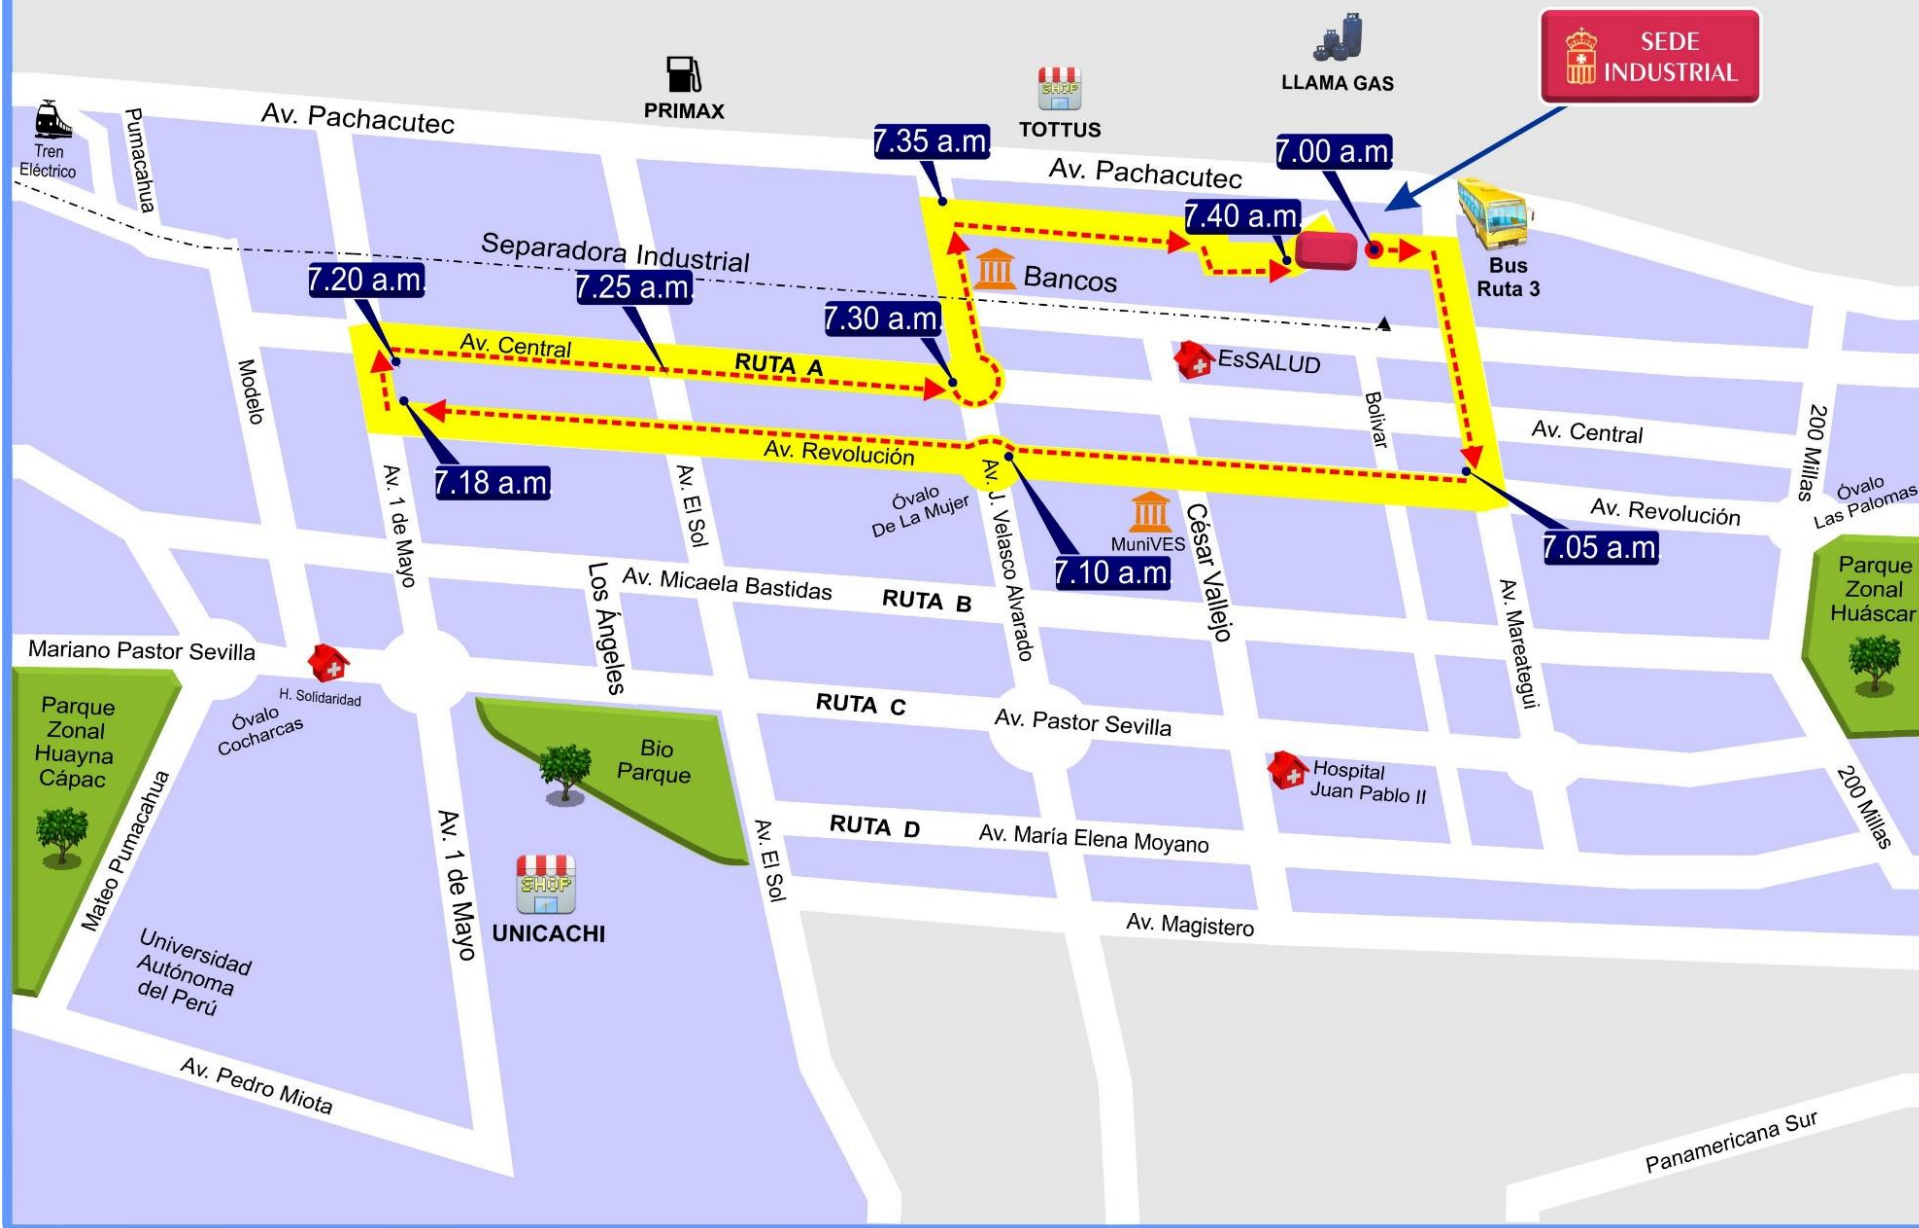 SEDE
INDUSTRIAL
LLAMA GAS
PRIMAX
TOTTUS
Av. Pachacutec
Pumacahua
Tren
Eléctrico
7.35 a.m.
7.00 a.m.
Av. Pachacutec
7.40 a.m.
Separadora Industrial
Bancos
Bus
Ruta 3
7.20 a.m.
7.25 a.m.
7.30 a.m.
Av. Central
RUTA A
EsSALUD
Modelo
Bolivar
Av. Central
200 Millas
Av. Revolución
7.18 a.m.
Av. 1 de Mayo
Av. El Sol
Óvalo
De La Mujer
Av. J. Velasco Alvarado
MuniVES
César Vallejo
Av. Revolución
Óvalo
Las Palomas
7.10 a.m.
7.05 a.m.
Parque
Zonal
Huáscar
Los Ángeles
Av. Micaela Bastidas
RUTA B
Av. Mareategui
Mariano Pastor Sevilla
H. Solidaridad
Óvalo
Cocharcas
Parque
Zonal
Huayna
Cápac
RUTA C
Av. Pastor Sevilla
Bio
Parque
Hospital
Juan Pablo II
200 Millas
Mateo Pumacahua
Av. 1 de Mayo
Av. El Sol
RUTA D
Av. María Elena Moyano
SHOP
UNICACHI
Av. Magistero
Universidad
Autónoma
del Perú
Av. Pedro Miota
Panamericana Sur
SHOP